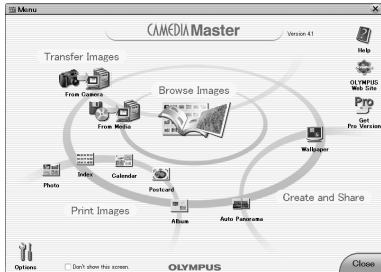 Menu
CAMEDIA Master
Version 4.1
Help
Transfer Images
From Camera
Browse Images
OLYMPUS
Web Site
From Media
Pro
Get
Pro Version
Wallpaper
Photo
Index
Calendar
Postcard
Print Images
Album
Auto Panorama
Create and Share
Options
Don't show this screen.
OLYMPUS
Close